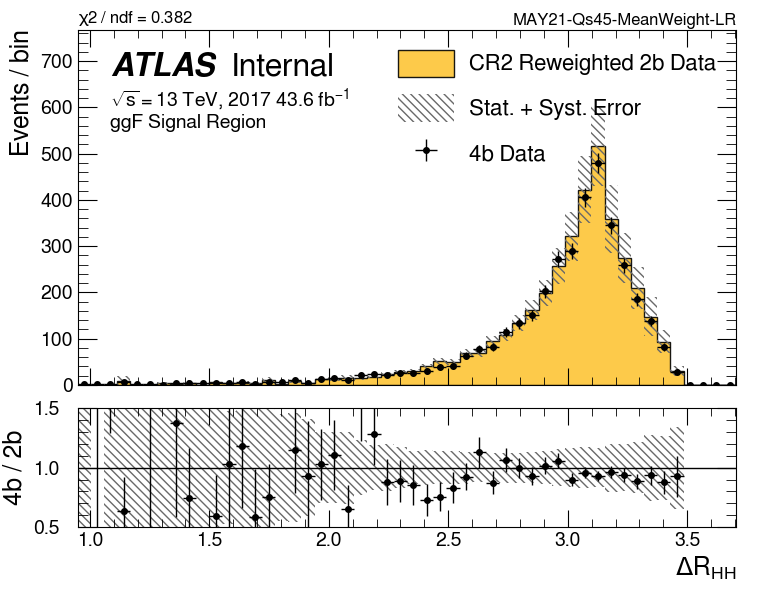 χ² / ndf = 0.382
MAY21-Qs45-MeanWeight-LR
Events / bin
700
600
500
400
300
200
100
0
ATLAS Internal
√s = 13 TeV, 2017 43.6 fb⁻¹
ggF Signal Region
CR2 Reweighted 2b Data
Stat. + Syst. Error
4b Data
4b / 2b
1.5
1.0
0.5
1.0 1.5 2.0 2.5 3.0 3.5
ΔR_HH